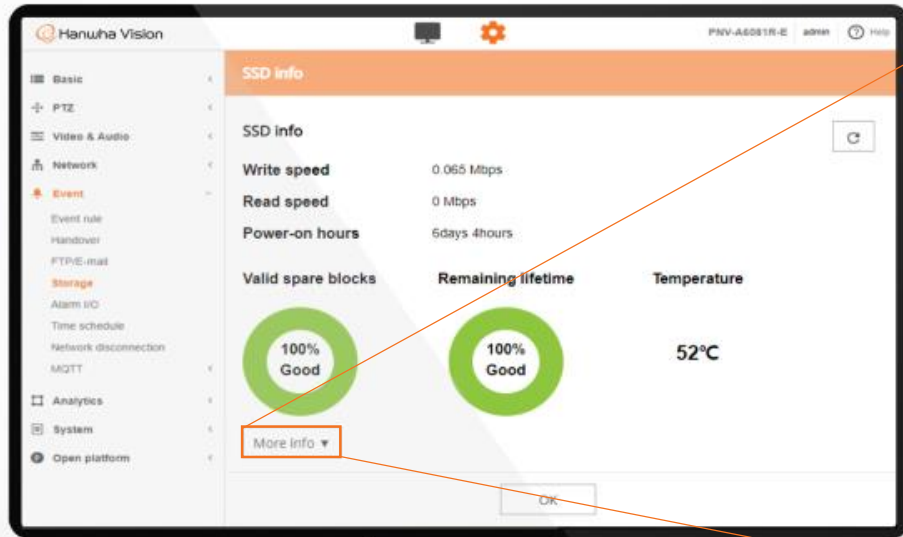 Hanwha Vision
PNV-A6081R-E admin ? Help
SSD info
Basic
PTZ
Video & Audio
Network
Event
Event rule
Handover
FTP/E-mail
Storage
Alarm I/O
Time schedule
Network disconnection
MQTT
Analytics
System
Open platform
SSD info
Write speed 0.065 Mbps
Read speed 0 Mbps
Power-on hours 6days 4hours
Valid spare blocks Remaining lifetime Temperature
100% 100%
Good Good
52°C
More info ▼
OK